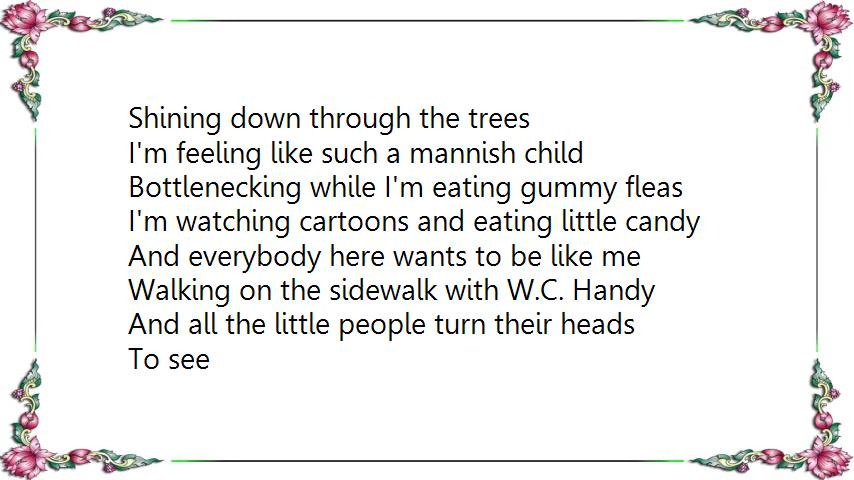 Shining down through the trees
I'm feeling like such a mannish child
Bottlenecking while I'm eating gummy fleas
I'm watching cartoons and eating little candy
And everybody here wants to be like me
Walking on the sidewalk with W.C. Handy
And all the little people turn their heads
To see